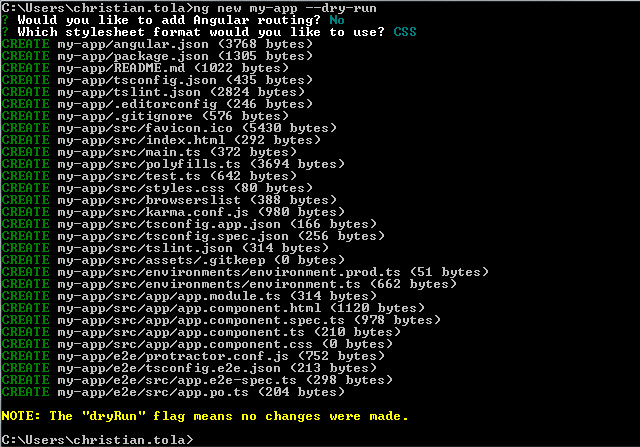 C:\Users\christian.tola>ng new my-app --dry-run
? Would you like to add Angular routing? No
? Which stylesheet format would you like to use? CSS
CREATE my-app/angular.json (3768 bytes)
CREATE my-app/package.json (1305 bytes)
CREATE my-app/README.md (1022 bytes)
CREATE my-app/tsconfig.json (435 bytes)
CREATE my-app/tslint.json (2824 bytes)
CREATE my-app/.editorconfig (246 bytes)
CREATE my-app/.gitignore (576 bytes)
CREATE my-app/src/favicon.ico (5430 bytes)
CREATE my-app/src/index.html (292 bytes)
CREATE my-app/src/main.ts (372 bytes)
CREATE my-app/src/polyfills.ts (3694 bytes)
CREATE my-app/src/test.ts (642 bytes)
CREATE my-app/src/styles.css (80 bytes)
CREATE my-app/src/browserslist (388 bytes)
CREATE my-app/src/karma.conf.js (980 bytes)
CREATE my-app/src/tsconfig.app.json (166 bytes)
CREATE my-app/src/tsconfig.spec.json (256 bytes)
CREATE my-app/src/tslint.json (314 bytes)
CREATE my-app/src/assets/.gitkeep (0 bytes)
CREATE my-app/src/environments/environment.prod.ts (51 bytes)
CREATE my-app/src/environments/environment.ts (662 bytes)
CREATE my-app/src/app/app.module.ts (314 bytes)
CREATE my-app/src/app/app.component.html (1120 bytes)
CREATE my-app/src/app/app.component.spec.ts (978 bytes)
CREATE my-app/src/app/app.component.ts (210 bytes)
CREATE my-app/src/app/app.component.css (0 bytes)
CREATE my-app/e2e/protractor.conf.js (752 bytes)
CREATE my-app/e2e/tsconfig.e2e.json (213 bytes)
CREATE my-app/e2e/src/app.e2e-spec.ts (298 bytes)
CREATE my-app/e2e/src/app.po.ts (204 bytes)
NOTE: The "dryRun" flag means no changes were made.
C:\Users\christian.tola>